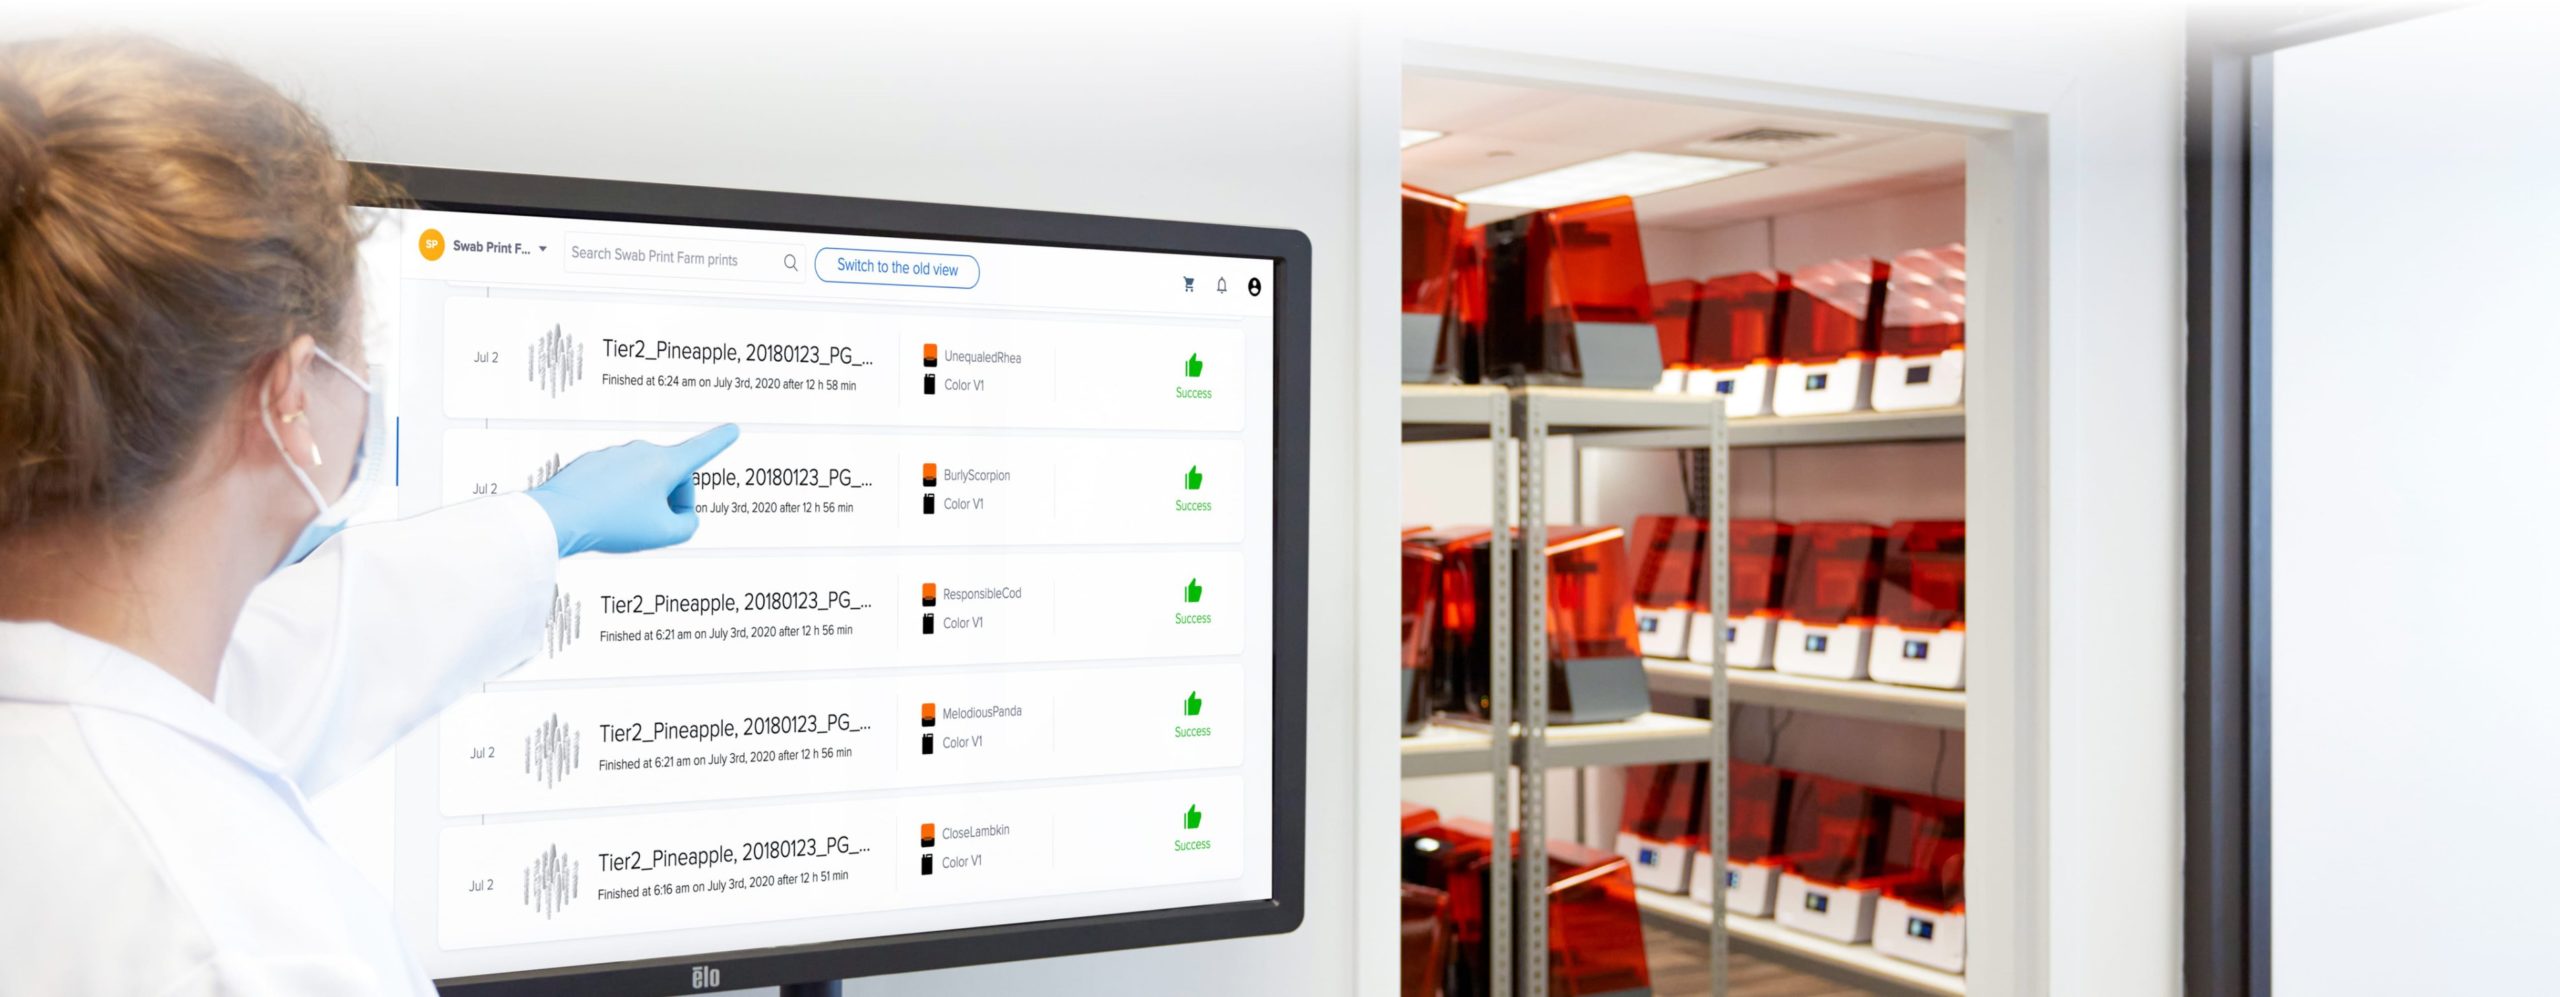 SP Swab Print F... Search Swab Print Farm prints Switch to the old view
Jul 2
Tier2_Pineapple, 20180123_PG_...
Finished at 6:24 am on July 3rd, 2020 after 12 h 58 min
UnequaledRhea
Color V1
Success
Jul 2
apple, 20180123_PG_...
on July 3rd, 2020 after 12 h 56 min
BurlyScorpion
Color V1
Success
Tier2_Pineapple, 20180123_PG_...
Finished at 6:21 am on July 3rd, 2020 after 12 h 56 min
ResponsibleCod
Color V1
Success
Jul 2
Tier2_Pineapple, 20180123_PG_...
Finished at 6:21 am on July 3rd, 2020 after 12 h 56 min
MelodiousPanda
Color V1
Success
Jul 2
Tier2_Pineapple, 20180123_PG_...
Finished at 6:16 am on July 3rd, 2020 after 12 h 51 min
CloseLambkin
Color V1
Success
ēlo